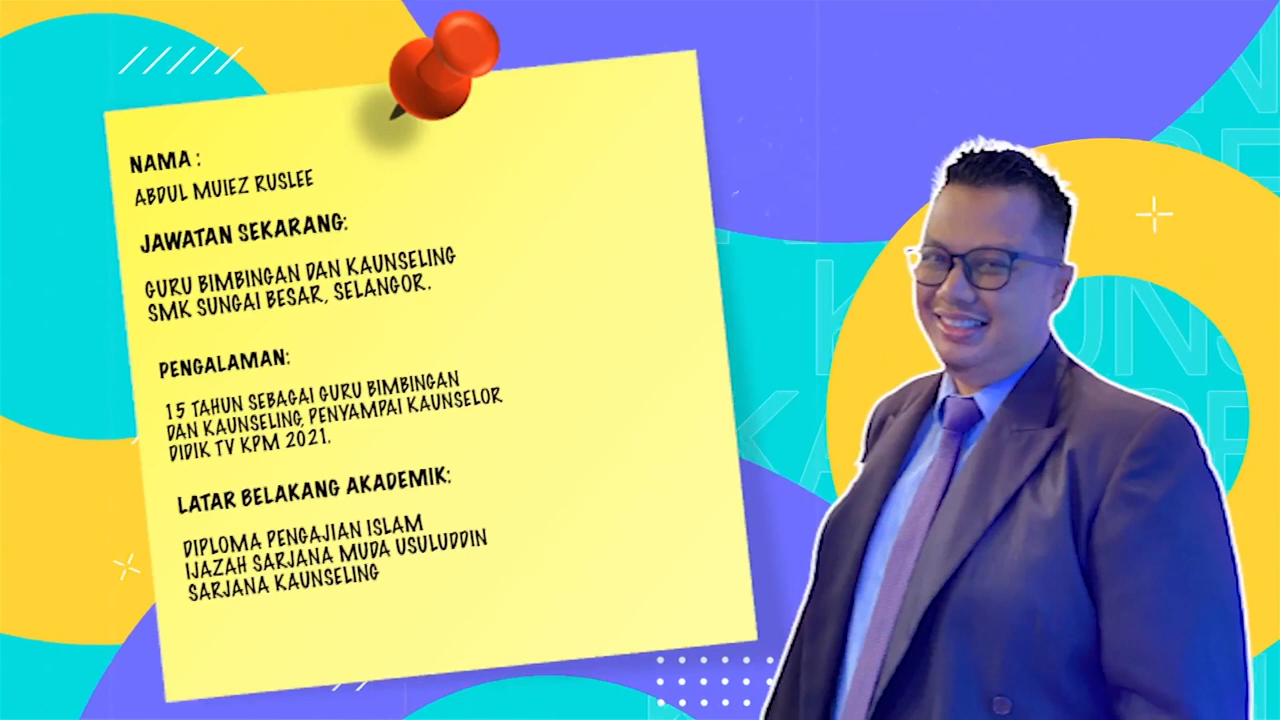 NAMA :
ABDUL MUIEZ RUSLEE
JAWATAN SEKARANG:
GURU BIMBINGAN DAN KAUNSELING
SMK SUNGAI BESAR, SELANGOR.
PENGALAMAN:
15 TAHUN SEBAGAI GURU BIMBINGAN
DAN KAUNSELING, PENYAMPAI KAUNSELOR
DIDIK TV KPM 2021.
LATAR BELAKANG AKADEMIK:
DIPLOMA PENGAJIAN ISLAM
IJAZAH SARJANA MUDA USULUDDIN
SARJANA KAUNSELING